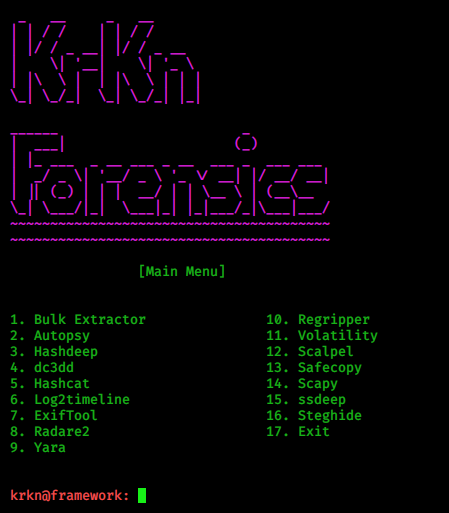 KrKn
Forensics
[Main Menu]
1. Bulk Extractor
2. Autopsy
3. Hashdeep
4. dc3dd
5. Hashcat
6. Log2timeline
7. ExifTool
8. Radare2
9. Yara
10. Regripper
11. Volatility
12. Scalpel
13. Safecopy
14. Scapy
15. ssdeep
16. Steghide
17. Exit
krkn@framework: